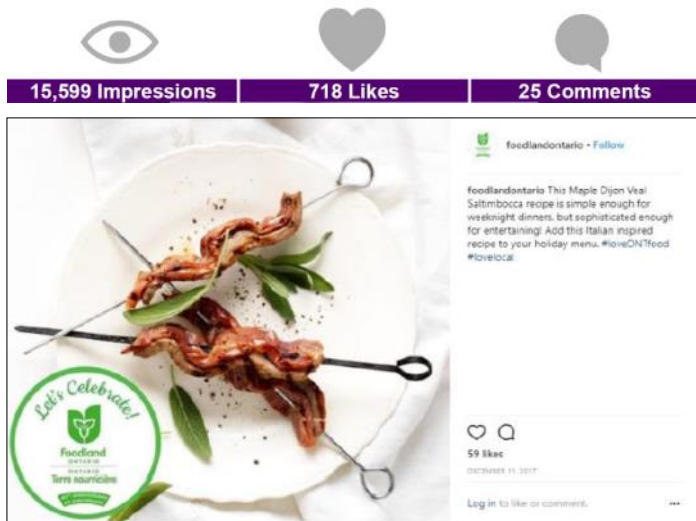 15,599 Impressions
718 Likes
25 Comments
foodlandontario • Follow
foodlandontario This Maple Dijon Veal
Saltimbocca recipe is simple enough for
weeknight dinners, but sophisticated enough
for entertaining! Add this Italian inspired
recipe to your holiday menu. #loveONTfood
#lovelocal
Let's Celebrate!
Foodland
ONTARIO
ONTARIO
Terre nourricière
59 likes
DECEMBER 11, 2017
Log in to like or comment.